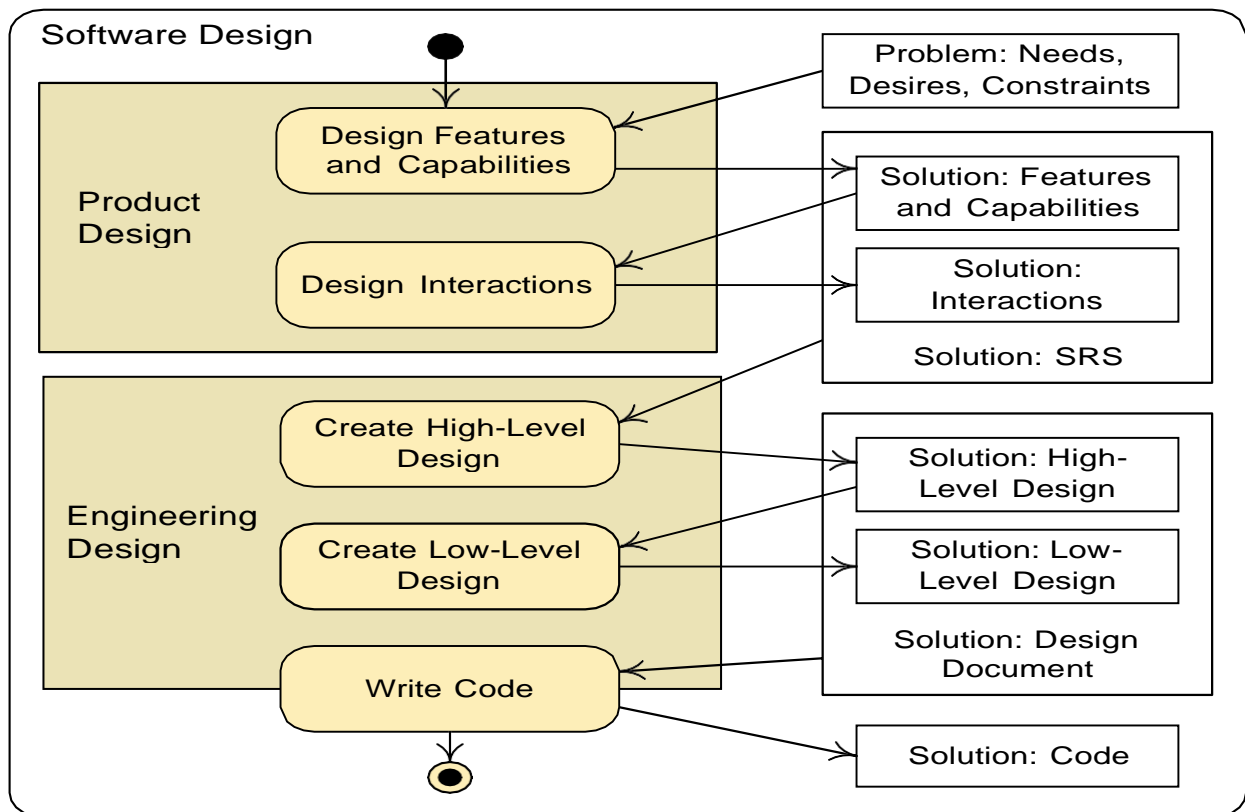 Software Design
Problem: Needs,
Desires, Constraints
Design Features
and Capabilities
Solution: Features
and Capabilities
Product
Design
Design Interactions
Solution:
Interactions
Solution: SRS
Create High-Level
Design
Solution: High-
Level Design
Engineering
Design
Create Low-Level
Design
Solution: Low-
Level Design
Solution: Design
Document
Write Code
Solution: Code